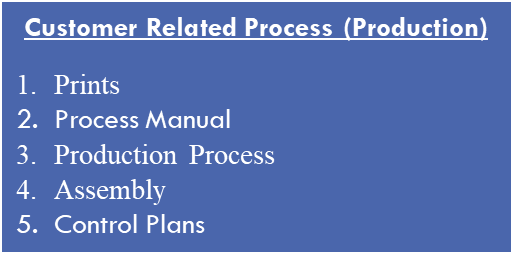 Customer Related Process (Production)
1. Prints
2. Process Manual
3. Production Process
4. Assembly
5. Control Plans